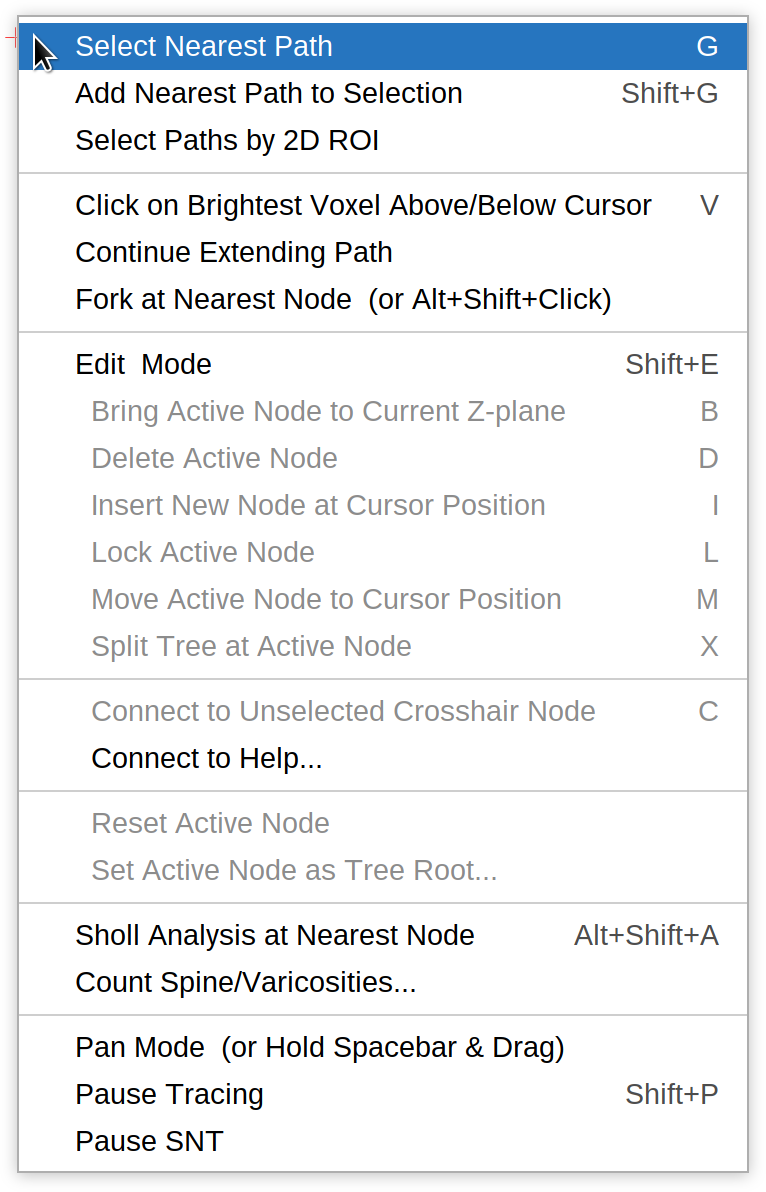 Select Nearest Path G
Add Nearest Path to Selection Shift+G
Select Paths by 2D ROI
Click on Brightest Voxel Above/Below Cursor V
Continue Extending Path
Fork at Nearest Node  (or Alt+Shift+Click)
Edit  Mode Shift+E
Bring Active Node to Current Z-plane B
Delete Active Node D
Insert New Node at Cursor Position I
Lock Active Node L
Move Active Node to Cursor Position M
Split Tree at Active Node X
Connect to Unselected Crosshair Node C
Connect to Help...
Reset Active Node
Set Active Node as Tree Root...
Sholl Analysis at Nearest Node Alt+Shift+A
Count Spine/Varicosities...
Pan Mode  (or Hold Spacebar & Drag)
Pause Tracing Shift+P
Pause SNT